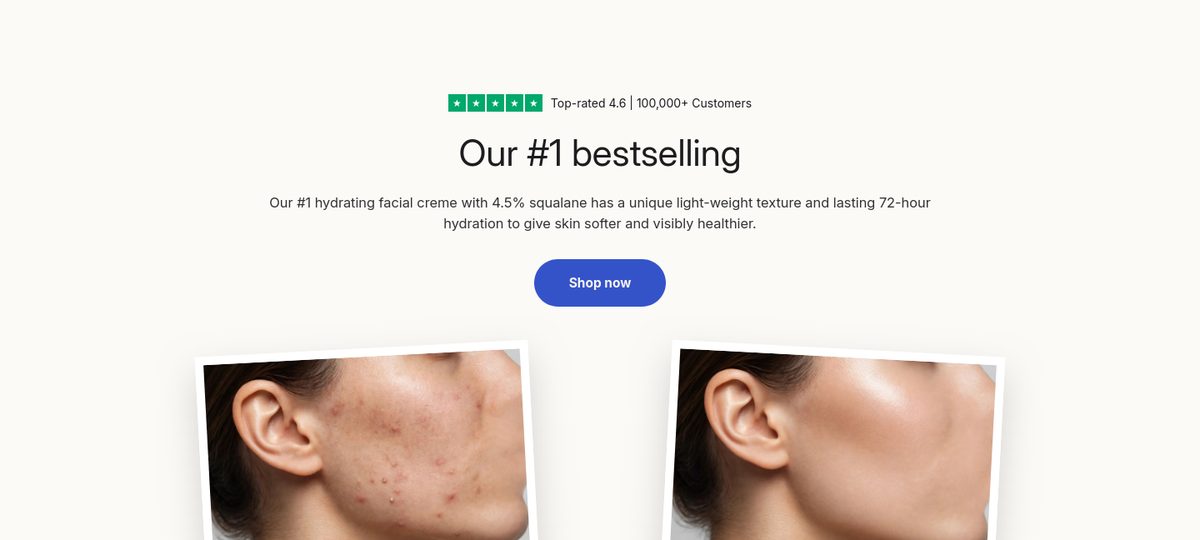 Top-rated 4.6 | 100,000+ Customers
Our #1 bestselling
Our #1 hydrating facial creme with 4.5% squalane has a unique light-weight texture and lasting 72-hour
hydration to give skin softer and visibly healthier.
Shop now